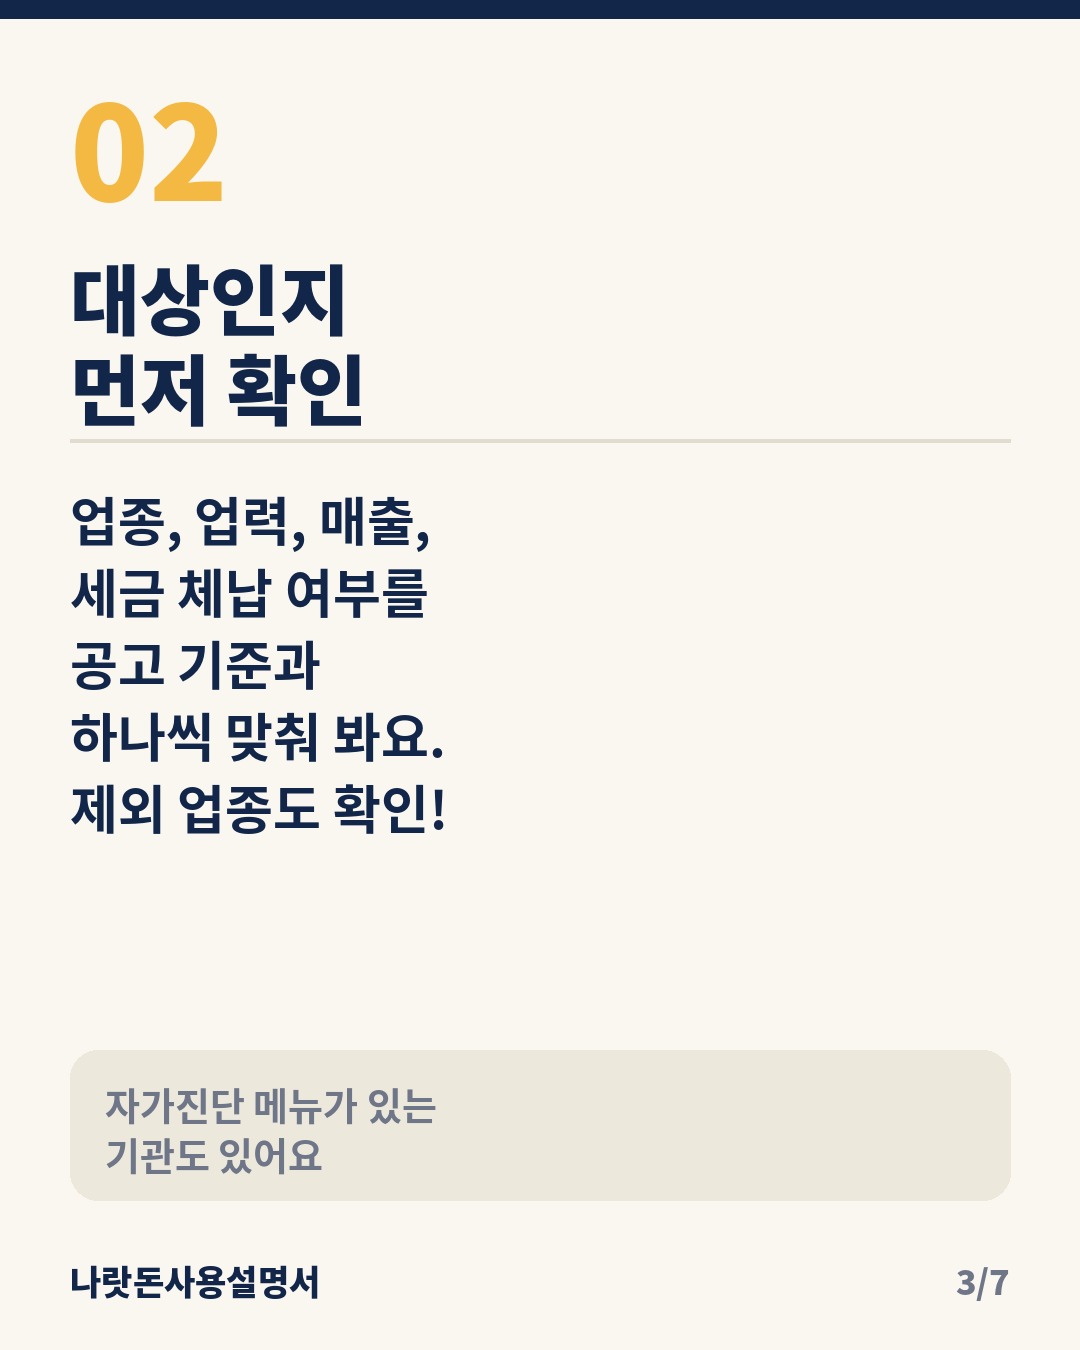 02
대상인지
먼저 확인
업종, 업력, 매출,
세금 체납 여부를
공고 기준과
하나씩 맞춰 봐요.
제외 업종도 확인!
자가진단 메뉴가 있는
기관도 있어요
나랏돈사용설명서
3/7